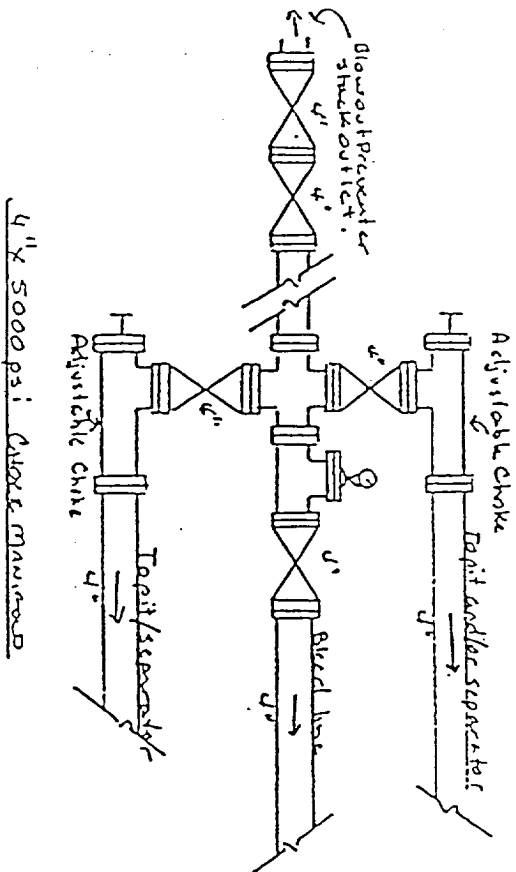 Blowout Preventer
stack outlet.
4"
4"
4"
Adjustable Choke
To pit and/or separator
4"
4"
Bleed line
4"
4"
Adjustable Choke
To pit/separator
4"
4" x 5000 psi CHOKE MANIFOLD